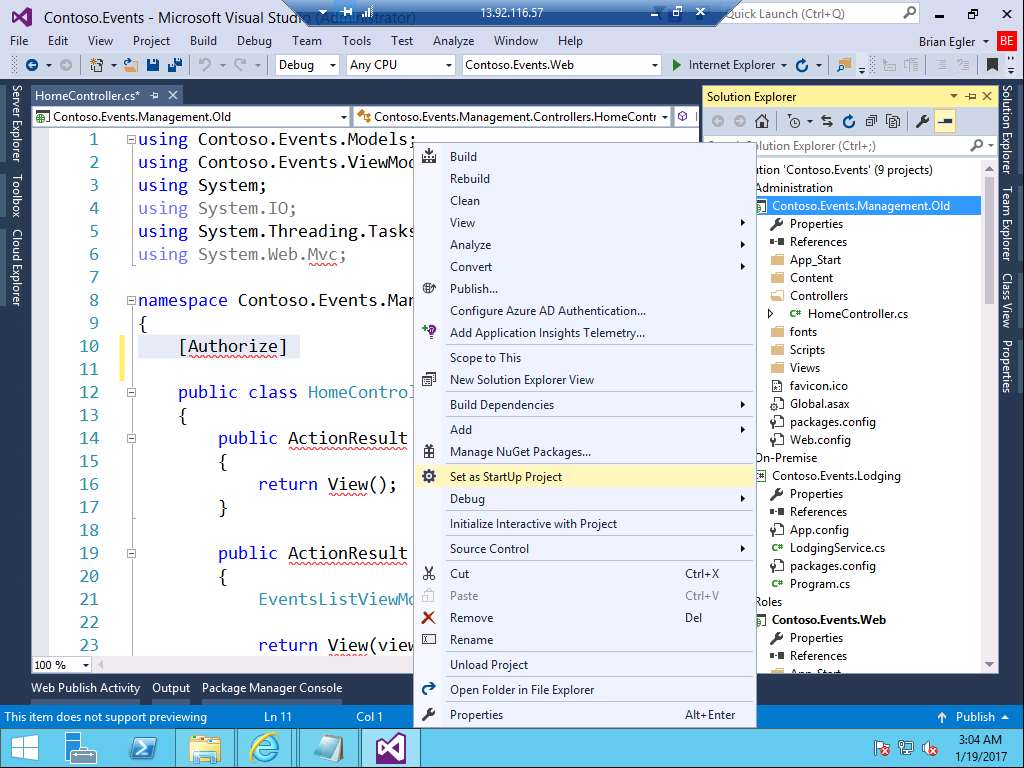 Contoso.Events - Microsoft Visual Studio (Administrator)
13.92.116.57
Quick Launch (Ctrl+Q)
File Edit View Project Build Debug Team Tools Test Analyze Window Help
Brian Egler BE
Debug Any CPU Contoso.Events.Web Internet Explorer
Server Explorer
Toolbox
Cloud Explorer
HomeController.cs*
Contoso.Events.Management.Old Contoso.Events.Management.Controllers.HomeContr
1 using Contoso.Events.Models;
2 using Contoso.Events.ViewMod
3 using System;
4 using System.IO;
5 using System.Threading.Tasks
6 using System.Web.Mvc;
7
8 namespace Contoso.Events.Mar
9 {
10 [Authorize]
11
12 public class HomeControl
13 {
14 public ActionResult
15 {
16 return View();
17 }
18
19 public ActionResult
20 {
21 EventsListViewMo
22
23 return View(view
100 %
Build
Rebuild
Clean
View
Analyze
Convert
Publish...
Configure Azure AD Authentication...
Add Application Insights Telemetry...
Scope to This
New Solution Explorer View
Build Dependencies
Add
Manage NuGet Packages...
Set as StartUp Project
Debug
Initialize Interactive with Project
Source Control
Cut Ctrl+X
Paste Ctrl+V
Remove Del
Rename
Unload Project
Open Folder in File Explorer
Properties Alt+Enter
Solution Explorer
olution Explorer (Ctrl+;)
tion 'Contoso.Events' (9 projects)
Administration
Contoso.Events.Management.Old
Properties
References
App_Start
Content
Controllers
C# HomeController.cs
fonts
Scripts
Views
favicon.ico
Global.asax
packages.config
Web.config
On-Premise
C# Contoso.Events.Lodging
Properties
References
App.config
C# LodgingService.cs
packages.config
C# Program.cs
Roles
Contoso.Events.Web
Properties
References
App_Start
Solution Explorer
Team Explorer
Class View
Properties
Web Publish Activity Output Package Manager Console
This item does not support previewing Ln 11 Col 1 Publish
3:04 AM
1/19/2017